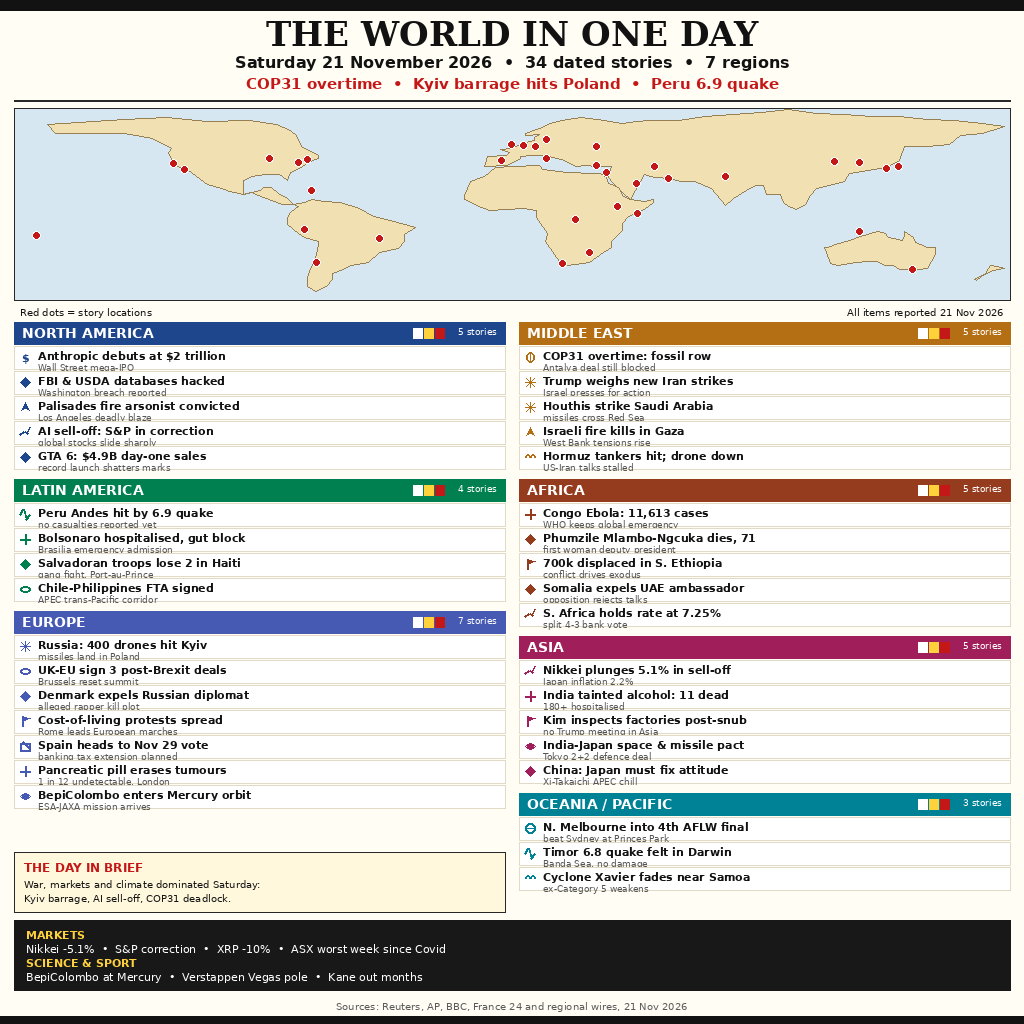 THE WORLD IN ONE DAY
Saturday 21 November 2026 • 34 dated stories • 7 regions
COP31 overtime • Kyiv barrage hits Poland • Peru 6.9 quake
Red dots = story locations
All items reported 21 Nov 2026
NORTH AMERICA
5 stories
$ Anthropic debuts at $2 trillion
Wall Street mega-IPO
FBI & USDA databases hacked
Washington breach reported
Palisades fire arsonist convicted
Los Angeles deadly blaze
AI sell-off: S&P in correction
global stocks slide sharply
GTA 6: $4.9B day-one sales
record launch shatters marks
LATIN AMERICA
4 stories
Peru Andes hit by 6.9 quake
no casualties reported yet
Bolsonaro hospitalised, gut block
Brasilia emergency admission
Salvadoran troops lose 2 in Haiti
gang fight, Port-au-Prince
Chile-Philippines FTA signed
APEC trans-Pacific corridor
EUROPE
7 stories
Russia: 400 drones hit Kyiv
missiles land in Poland
UK-EU sign 3 post-Brexit deals
Brussels reset summit
Denmark expels Russian diplomat
alleged rapper kill plot
Cost-of-living protests spread
Rome leads European marches
Spain heads to Nov 29 vote
banking tax extension planned
Pancreatic pill erases tumours
1 in 12 undetectable, London
BepiColombo enters Mercury orbit
ESA-JAXA mission arrives
THE DAY IN BRIEF
War, markets and climate dominated Saturday:
Kyiv barrage, AI sell-off, COP31 deadlock.
MIDDLE EAST
5 stories
COP31 overtime: fossil row
Antalya deal still blocked
Trump weighs new Iran strikes
Israel presses for action
Houthis strike Saudi Arabia
missiles cross Red Sea
Israeli fire kills in Gaza
West Bank tensions rise
Hormuz tankers hit; drone down
US-Iran talks stalled
AFRICA
5 stories
Congo Ebola: 11,613 cases
WHO keeps global emergency
Phumzile Mlambo-Ngcuka dies, 71
first woman deputy president
700k displaced in S. Ethiopia
conflict drives exodus
Somalia expels UAE ambassador
opposition rejects talks
S. Africa holds rate at 7.25%
split 4-3 bank vote
ASIA
5 stories
Nikkei plunges 5.1% in sell-off
Japan inflation 2.2%
India tainted alcohol: 11 dead
180+ hospitalised
Kim inspects factories post-snub
no Trump meeting in Asia
India-Japan space & missile pact
Tokyo 2+2 defence deal
China: Japan must fix attitude
Xi-Takaichi APEC chill
OCEANIA / PACIFIC
3 stories
N. Melbourne into 4th AFLW final
beat Sydney at Princes Park
Timor 6.8 quake felt in Darwin
Banda Sea, no damage
Cyclone Xavier fades near Samoa
ex-Category 5 weakens
MARKETS
Nikkei -5.1% • S&P correction • XRP -10% • ASX worst week since Covid
SCIENCE & SPORT
BepiColombo at Mercury • Verstappen Vegas pole • Kane out months
Sources: Reuters, AP, BBC, France 24 and regional wires, 21 Nov 2026